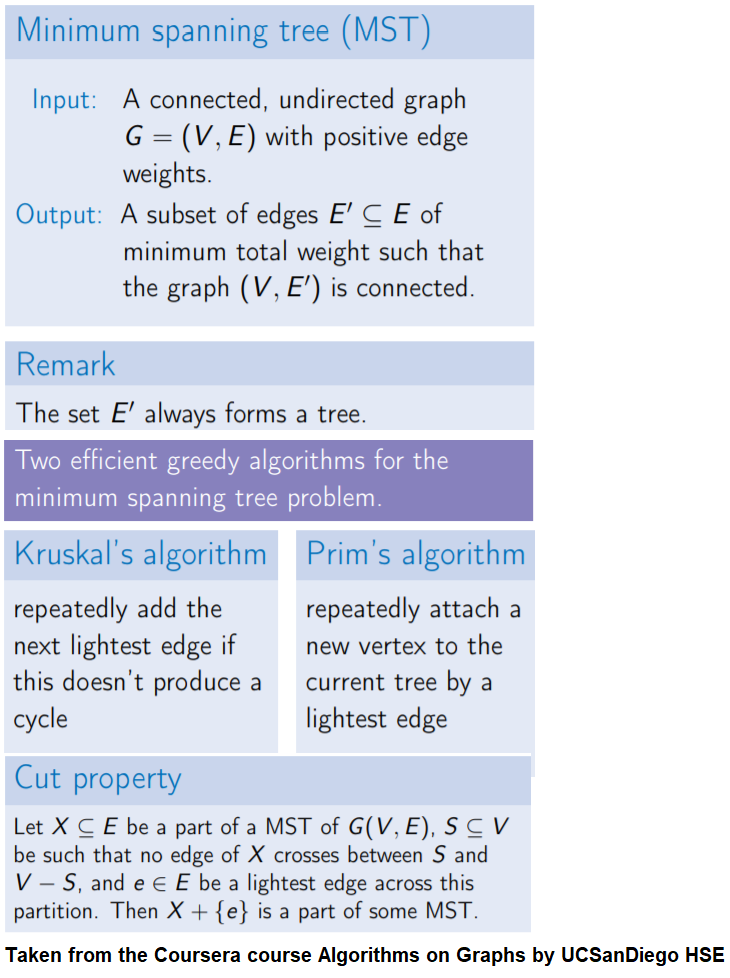 Minimum spanning tree (MST)
Input: A connected, undirected graph
G = (V, E) with positive edge
weights.
Output: A subset of edges E′ ⊆ E of
minimum total weight such that
the graph (V, E′) is connected.
Remark
The set E′ always forms a tree.
Two efficient greedy algorithms for the
minimum spanning tree problem.
Kruskal's algorithm
repeatedly add the
next lightest edge if
this doesn't produce a
cycle
Prim's algorithm
repeatedly attach a
new vertex to the
current tree by a
lightest edge
Cut property
Let X ⊆ E be a part of a MST of G(V, E), S ⊆ V
be such that no edge of X crosses between S and
V − S, and e ∈ E be a lightest edge across this
partition. Then X + {e} is a part of some MST.
Taken from the Coursera course Algorithms on Graphs by UCSanDiego HSE